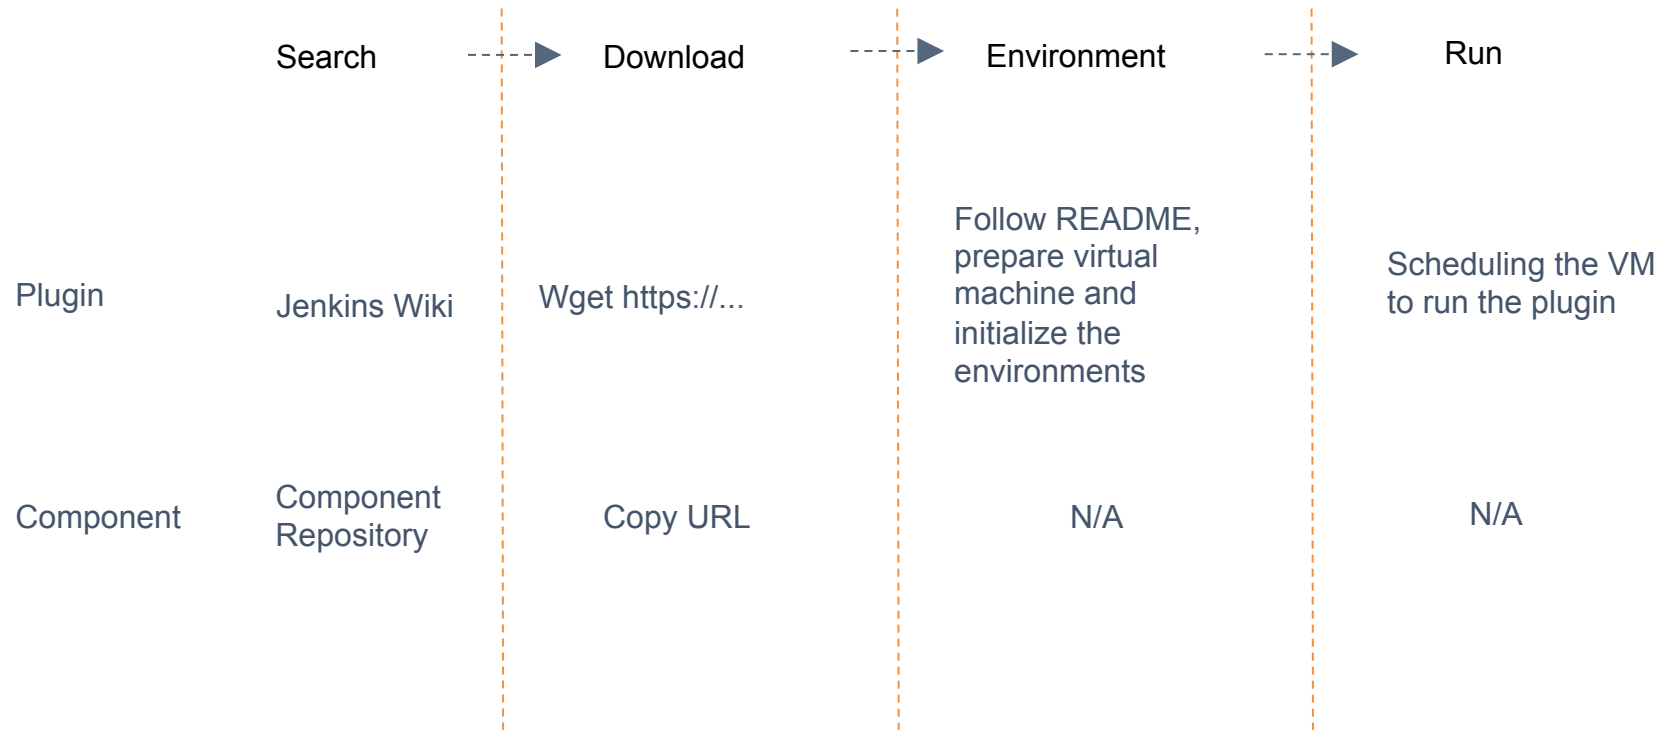 Search
Download
Environment
Run
Plugin
Jenkins Wiki
Wget https://...
Follow README,
prepare virtual
machine and
initialize the
environments
Scheduling the VM
to run the plugin
Component
Component
Repository
Copy URL
N/A
N/A